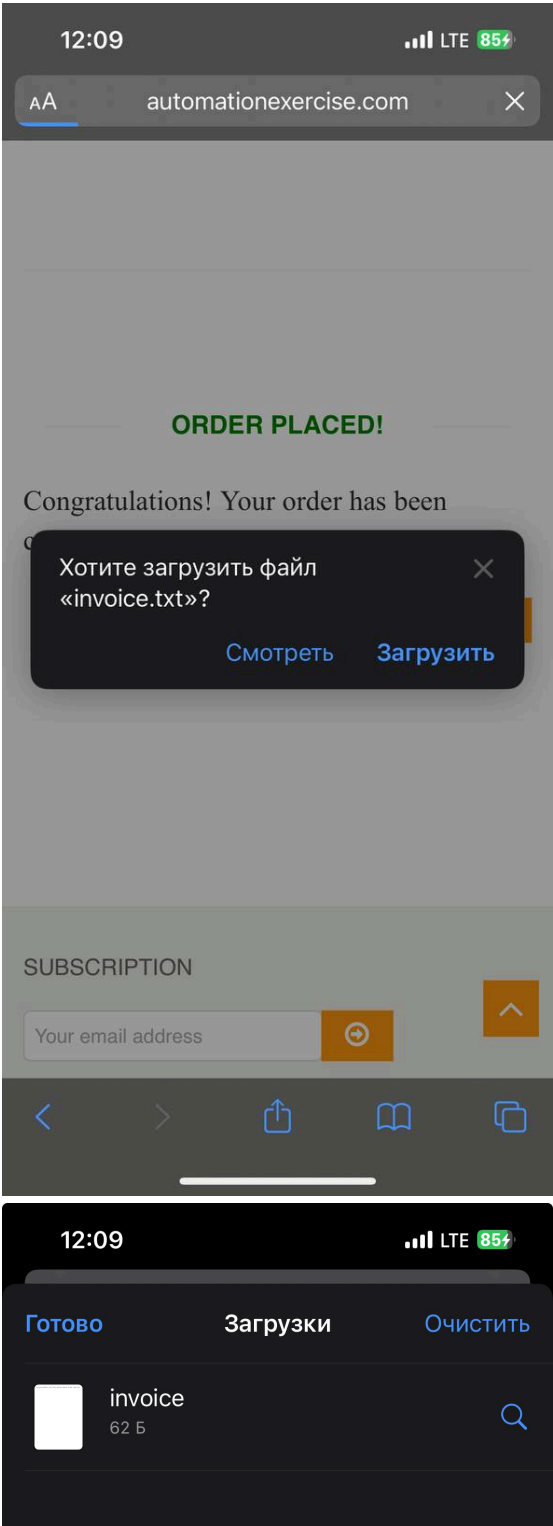 12:09
LTE 85
AA automationexercise.com
ORDER PLACED!
Congratulations! Your order has been
Хотите загрузить файл
«invoice.txt»?
Смотреть Загрузить
SUBSCRIPTION
Your email address
12:09
LTE 85
Готово Загрузки Очистить
invoice
62 Б